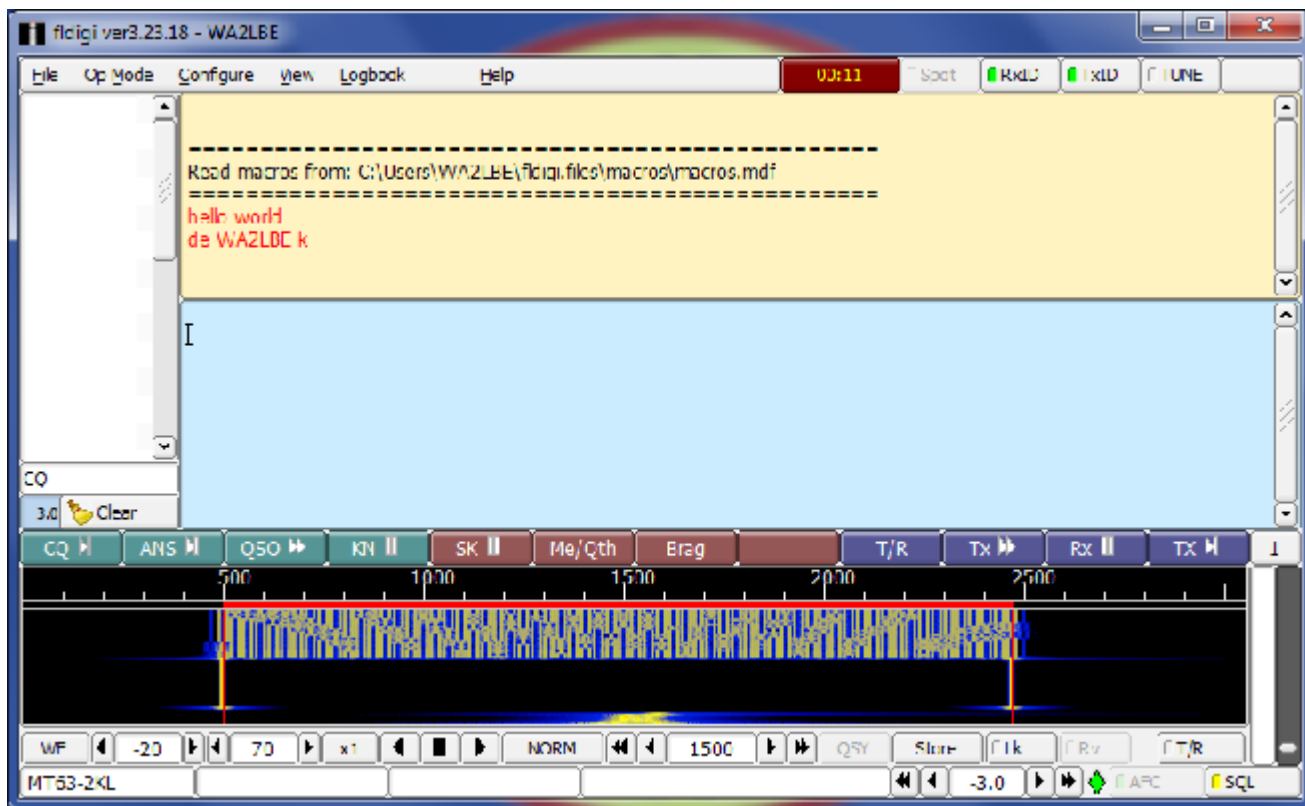 fldigi ver3.23.18 - WA2LBE
File Op Mode Configure View Logbook Help 00:11 Spot RxID TxID TUNE
================================================
Read macros from: C:\Users\WA2LBE\fldigi.files\macros\macros.mdf
================================================
hello world
de WA2LBE k
CQ
3.0 Clear
CQ ANS QSO KN SK Me/Qth Brag T/R Tx Rx TX 1
500 1000 1500 2000 2500
WF -20 70 x1 NORM 1500 QSY Store Lk Rv T/R
MT63-2KL -3.0 AFC SQL